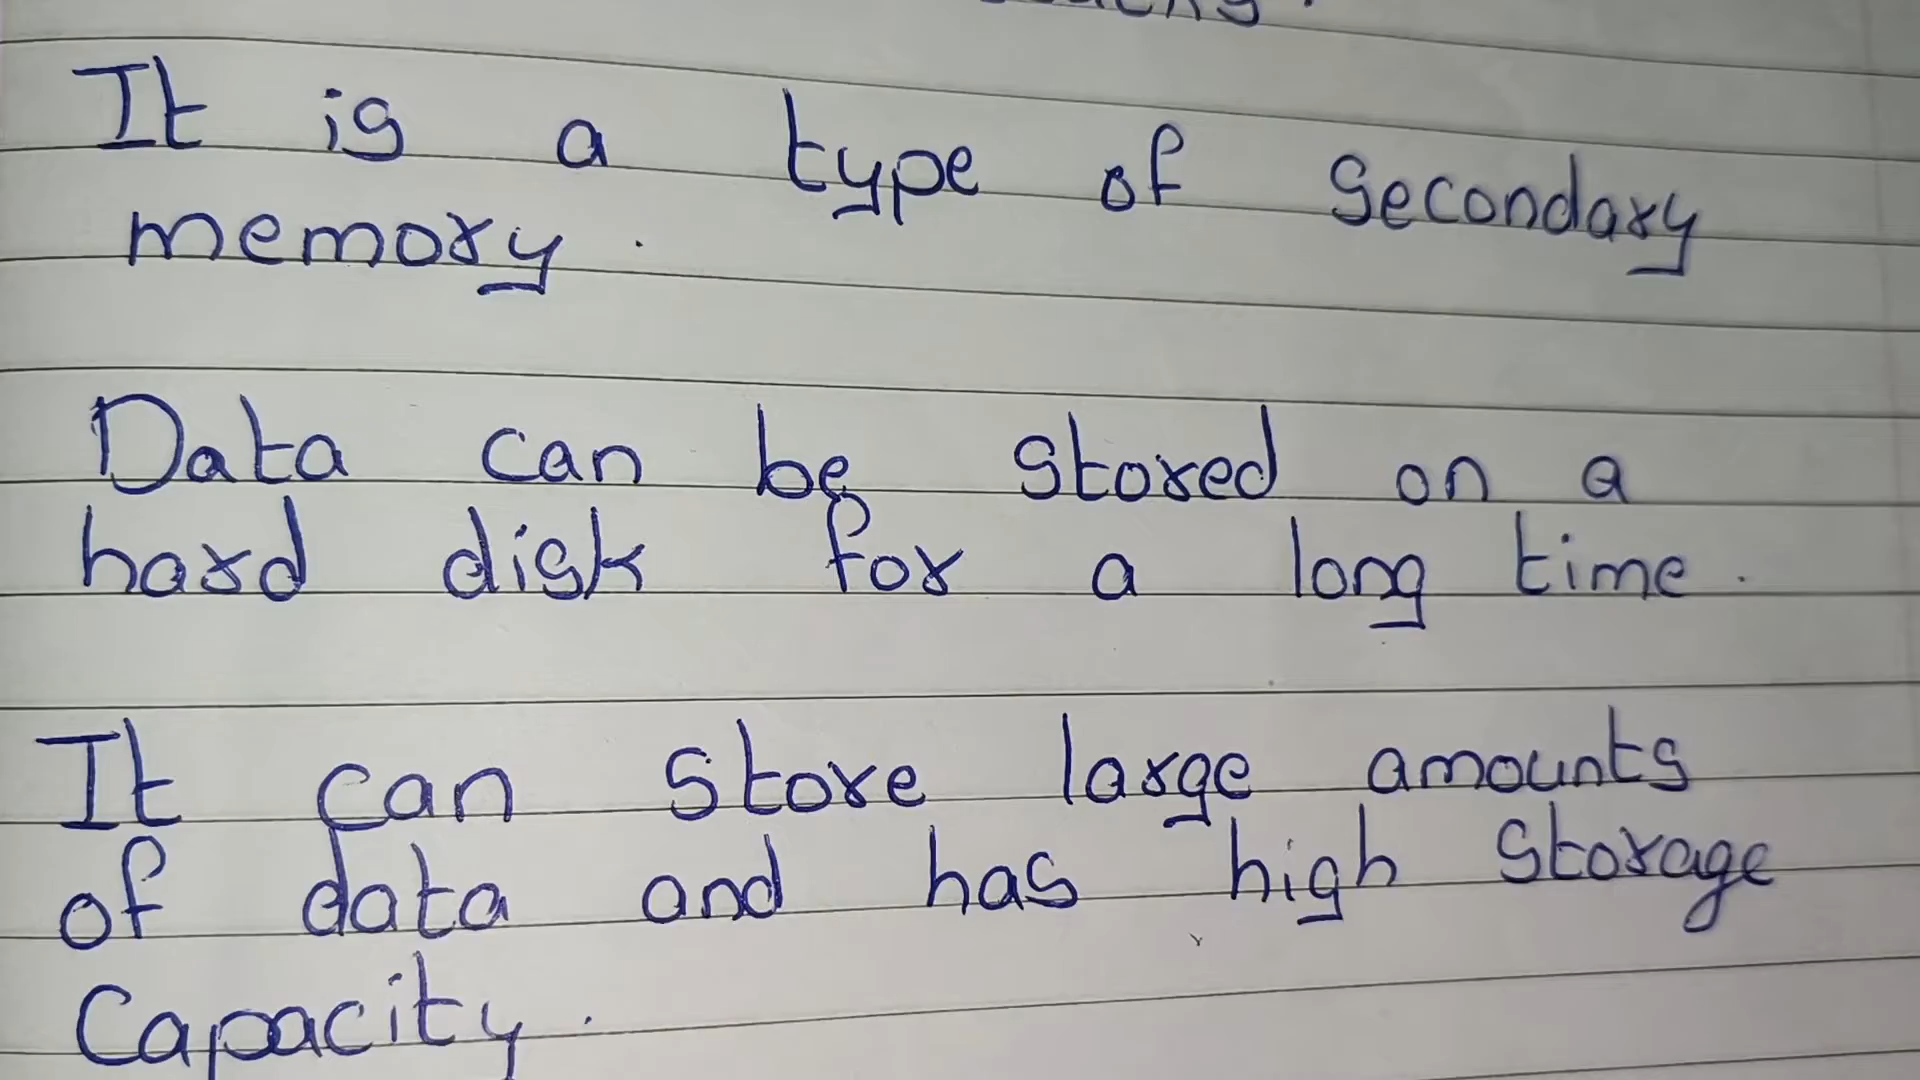 It is a type of secondary
memory.
Data can be stored on a
hard disk for a long time.
It can store large amounts
of data and has high storage
Capacity.